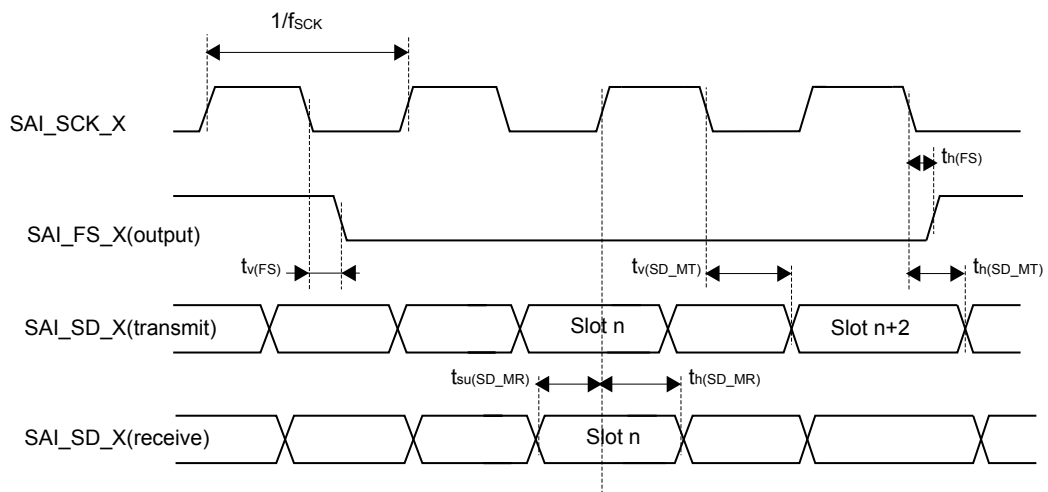 1/fSCK
SAI_SCK_X
th(FS)
SAI_FS_X(output)
tv(FS)
tv(SD_MT)
th(SD_MT)
SAI_SD_X(transmit)
Slot n
Slot n+2
tsu(SD_MR)
th(SD_MR)
SAI_SD_X(receive)
Slot n